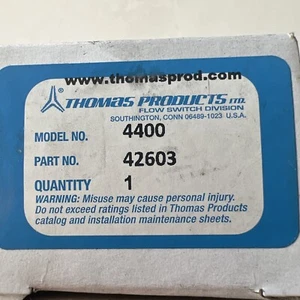 www.thomasprod.com
THOMAS PRODUCTS LTD.
FLOW SWITCH DIVISION
SOUTHINGTON, CONN 06489-1023 U.S.A.
MODEL NO. 4400
PART NO. 42603
QUANTITY 1
WARNING: Misuse may cause personal injury.
Do not exceed ratings listed in Thomas Products
catalog and installation maintenance sheets.